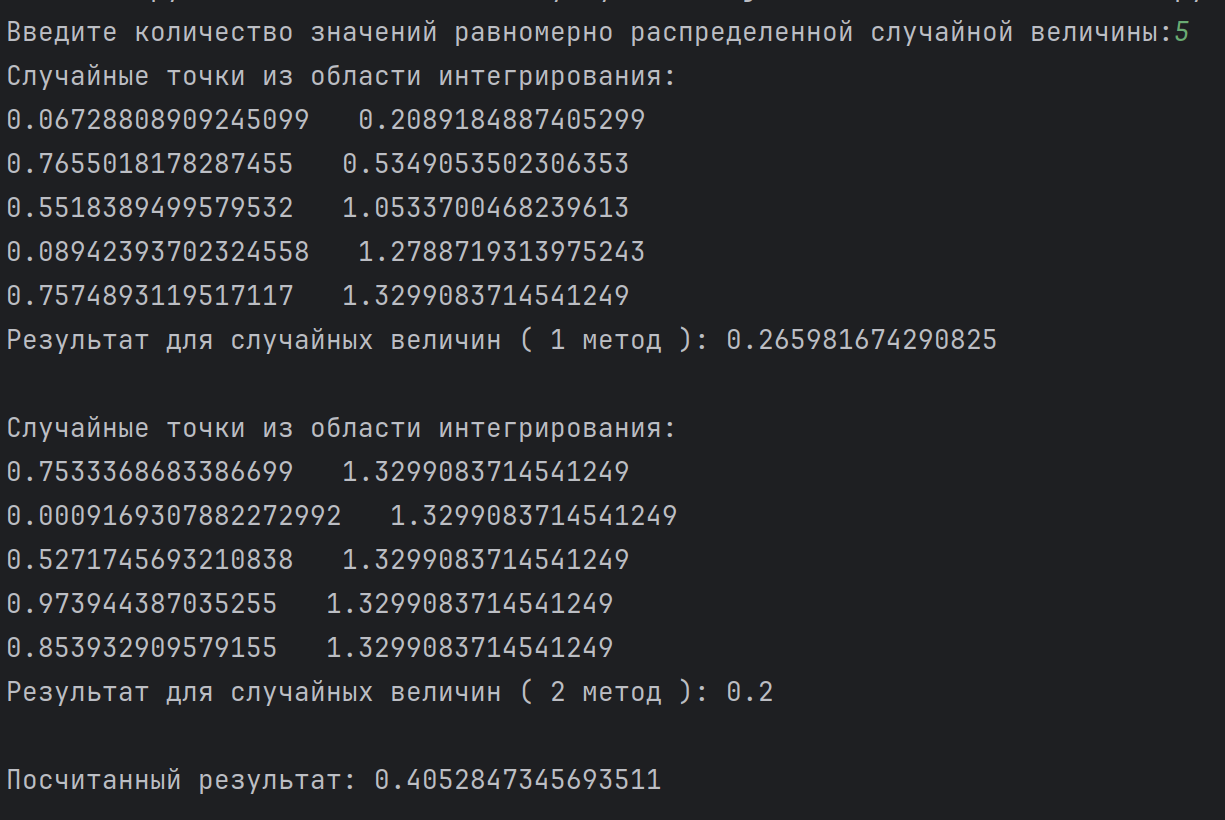 Введите количество значений равномерно распределенной случайной величины:5
Случайные точки из области интегрирования:
0.06728808909245099   0.2089184887405299
0.7655018178287455   0.5349053502306353
0.5518389499579532   1.0533700468239613
0.08942393702324558   1.2788719313975243
0.7574893119517117   1.3299083714541249
Результат для случайных величин ( 1 метод ): 0.265981674290825
Случайные точки из области интегрирования:
0.7533368683386699   1.3299083714541249
0.0009169307882272992   1.3299083714541249
0.5271745693210838   1.3299083714541249
0.973944387035255   1.3299083714541249
0.853932909579155   1.3299083714541249
Результат для случайных величин ( 2 метод ): 0.2
Посчитанный результат: 0.4052847345693511